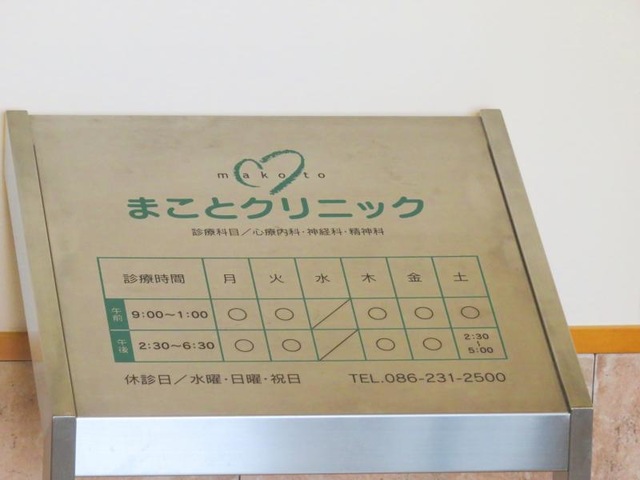 makoto
まことクリニック
診療科目/心療内科・神経科・精神科
診療時間 月 火 水 木 金 土
午前 9:00〜1:00 ○ ○ / ○ ○ ○
午後 2:30〜6:30 ○ ○ / ○ ○ 2:30〜5:00
休診日/水曜・日曜・祝日 TEL.086-231-2500